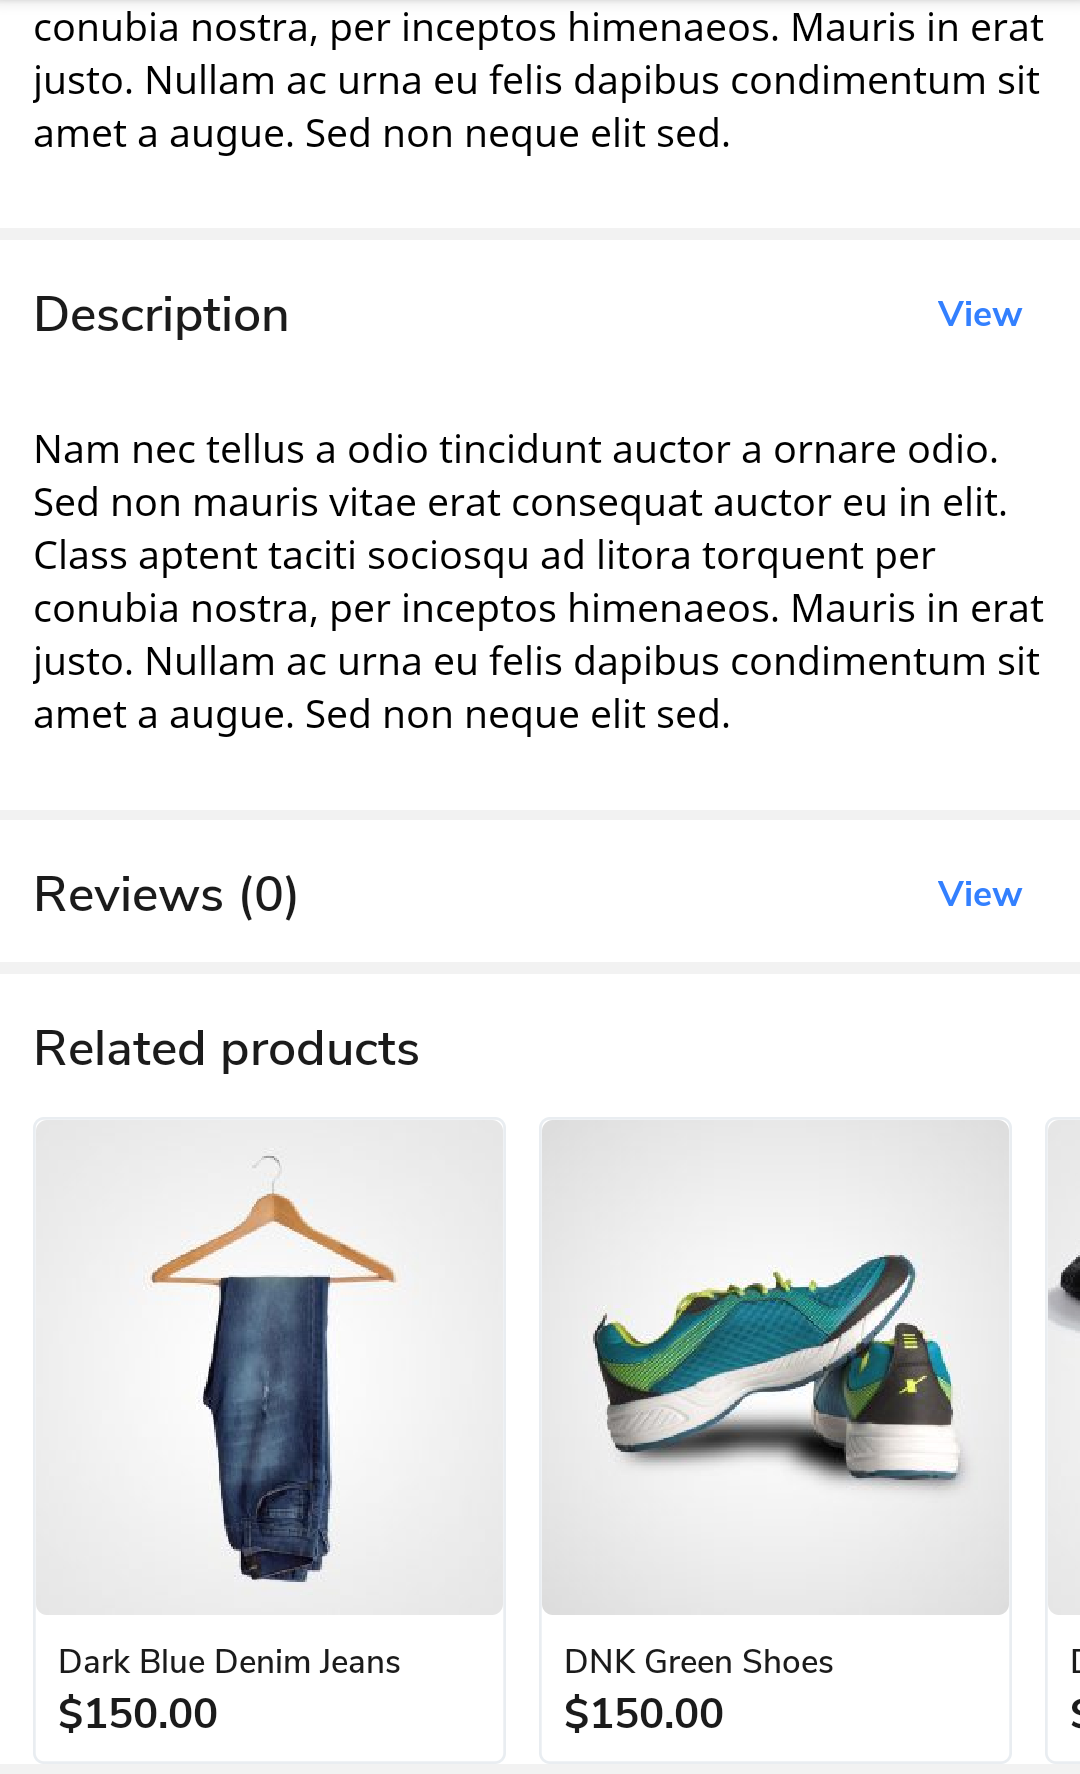 conubia nostra, per inceptos himenaeos. Mauris in erat
justo. Nullam ac urna eu felis dapibus condimentum sit
amet a augue. Sed non neque elit sed.
Description
View
Nam nec tellus a odio tincidunt auctor a ornare odio.
Sed non mauris vitae erat consequat auctor eu in elit.
Class aptent taciti sociosqu ad litora torquent per
conubia nostra, per inceptos himenaeos. Mauris in erat
justo. Nullam ac urna eu felis dapibus condimentum sit
amet a augue. Sed non neque elit sed.
Reviews (0)
View
Related products
Dark Blue Denim Jeans
$150.00
DNK Green Shoes
$150.00